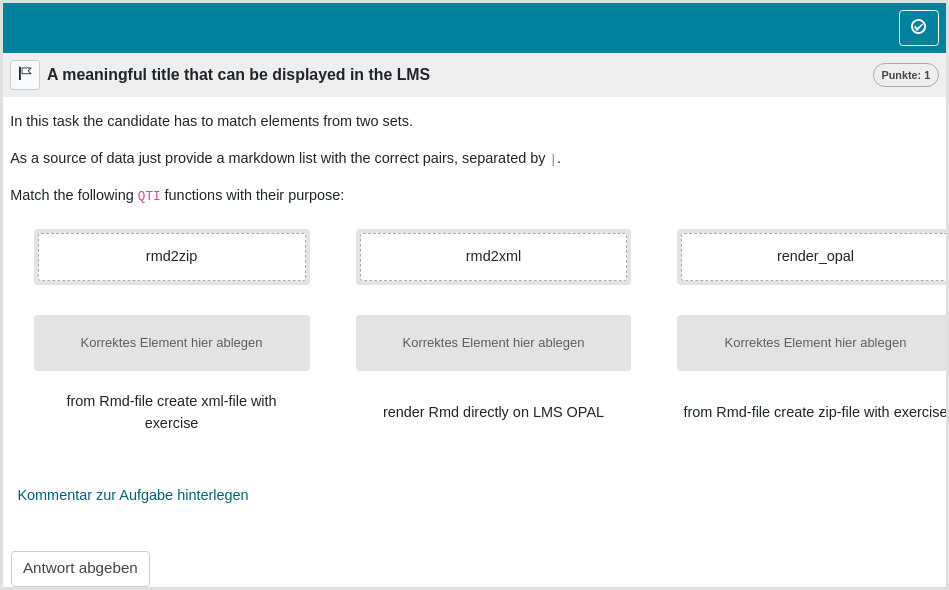 A meaningful title that can be displayed in the LMS
Punkte: 1
In this task the candidate has to match elements from two sets.
As a source of data just provide a markdown list with the correct pairs, separated by |.
Match the following QTI functions with their purpose:
rmd2zip
rmd2xml
render_opal
Korrektes Element hier ablegen
Korrektes Element hier ablegen
Korrektes Element hier ablegen
from Rmd-file create xml-file with
exercise
render Rmd directly on LMS OPAL
from Rmd-file create zip-file with exercise
Kommentar zur Aufgabe hinterlegen
Antwort abgeben